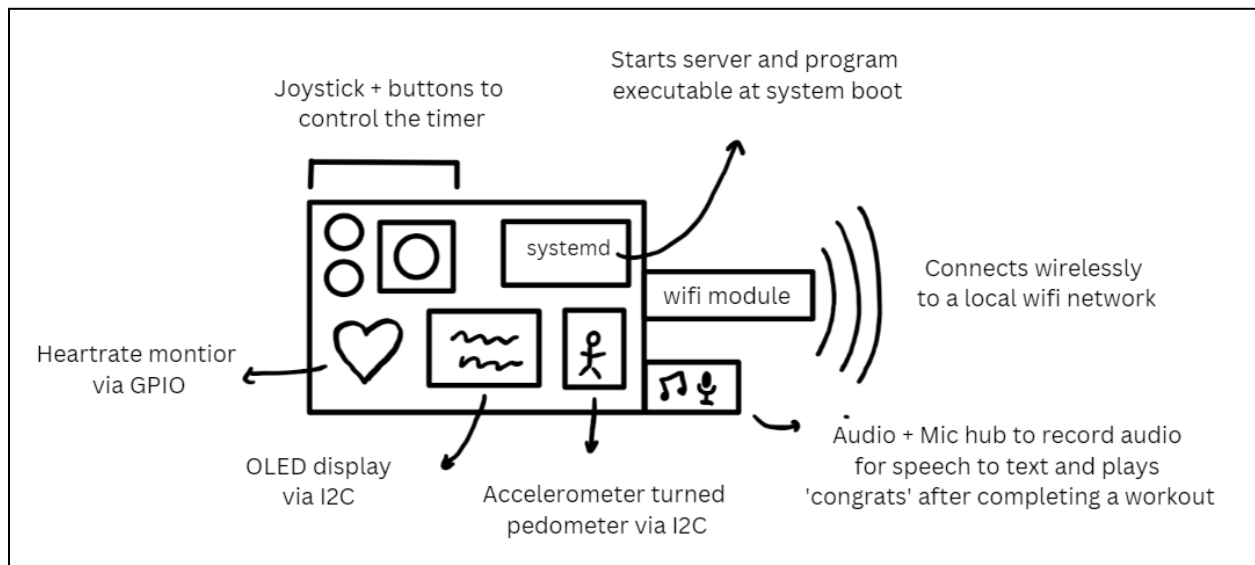 Starts server and program
executable at system boot
Joystick + buttons to
control the timer
systemd
wifi module
Connects wirelessly
to a local wifi network
Heartrate montior
via GPIO
OLED display
via I2C
Accelerometer turned
pedometer via I2C
Audio + Mic hub to record audio
for speech to text and plays
'congrats' after completing a workout